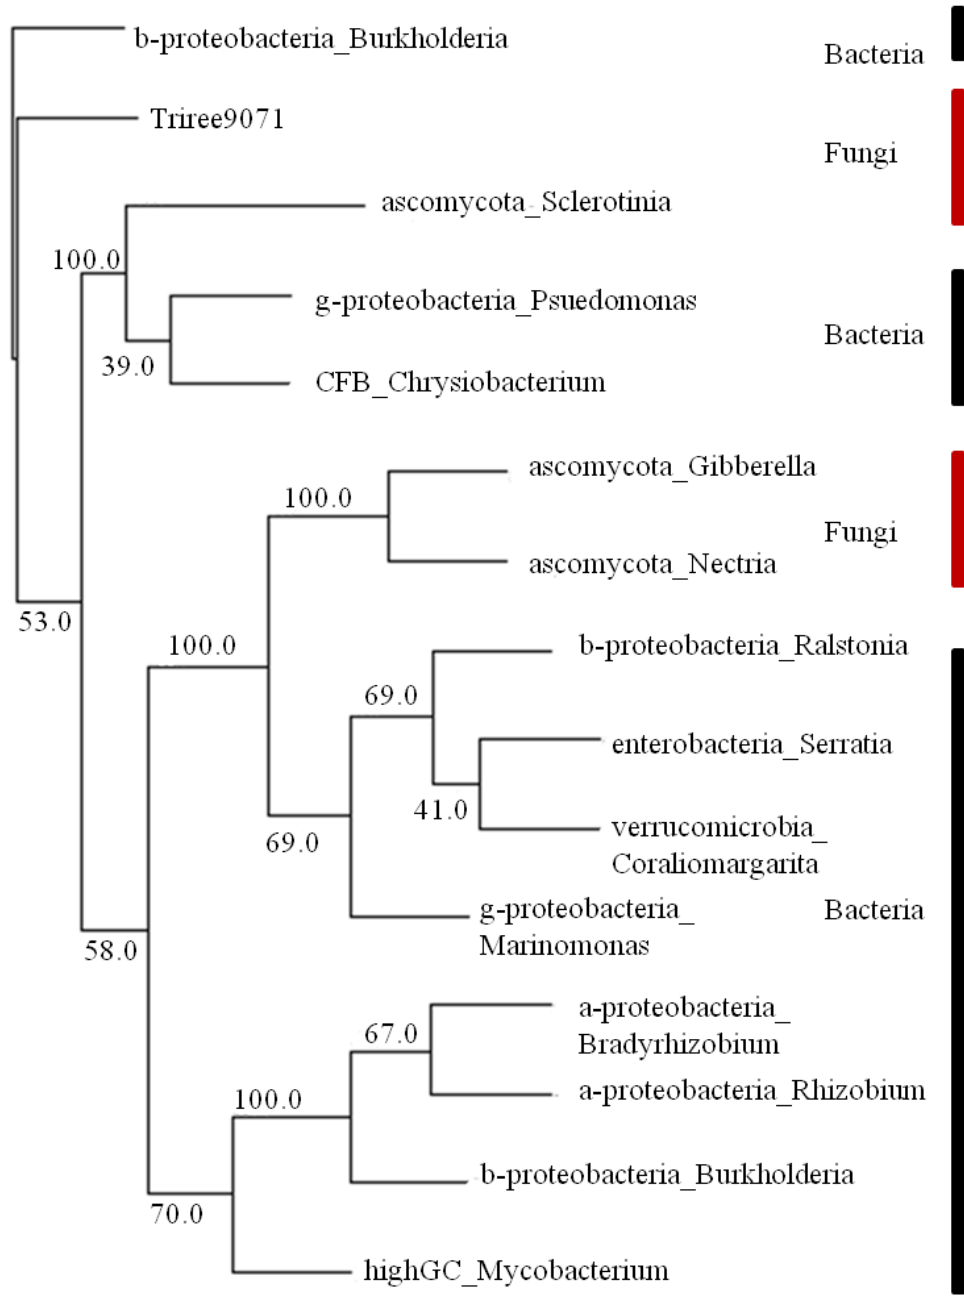 b-proteobacteria_Burkholderia
Bacteria
Triree9071
Fungi
ascomycota_Sclerotinia
100.0
g-proteobacteria_Psuedomonas
Bacteria
39.0
CFB_Chrysiobacterium
ascomycota_Gibberella
100.0
Fungi
ascomycota_Nectria
53.0
100.0
b-proteobacteria_Ralstonia
69.0
enterobacteria_Serratia
41.0
69.0
verrucomicrobia_
Coraliomargarita
g-proteobacteria_
Marinomonas
Bacteria
58.0
a-proteobacteria_
Bradyrhizobium
67.0
a-proteobacteria_Rhizobium
100.0
b-proteobacteria_Burkholderia
70.0
highGC_Mycobacterium